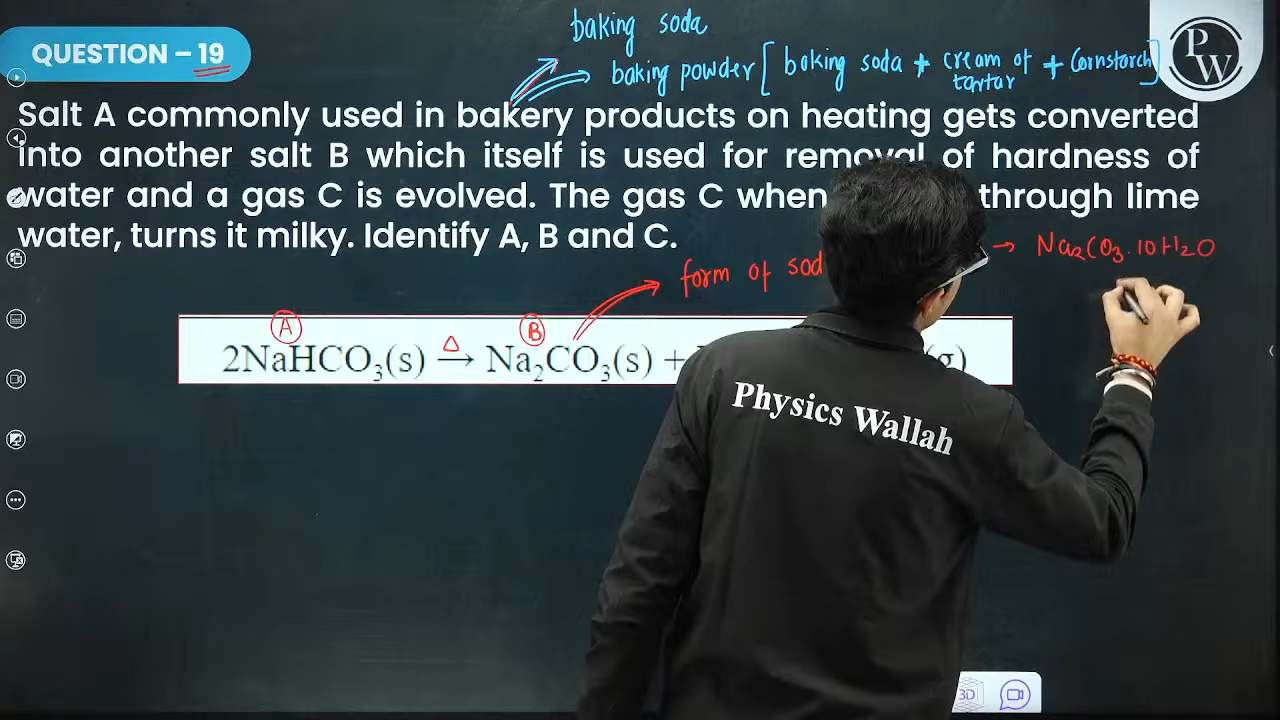 baking soda
QUESTION – 19
baking powder [ baking soda + cream of tartar + Cornstarch ]
P
W
Salt A commonly used in bakery products on heating gets converted
into another salt B which itself is used for removal of hardness of
water and a gas C is evolved. The gas C when through lime
water, turns it milky. Identify A, B and C.
form of → Na₂CO₃.10H₂O
A B
2NaHCO₃(s) △→ Na₂CO₃(s) + (g)
Physics Wallah
3D